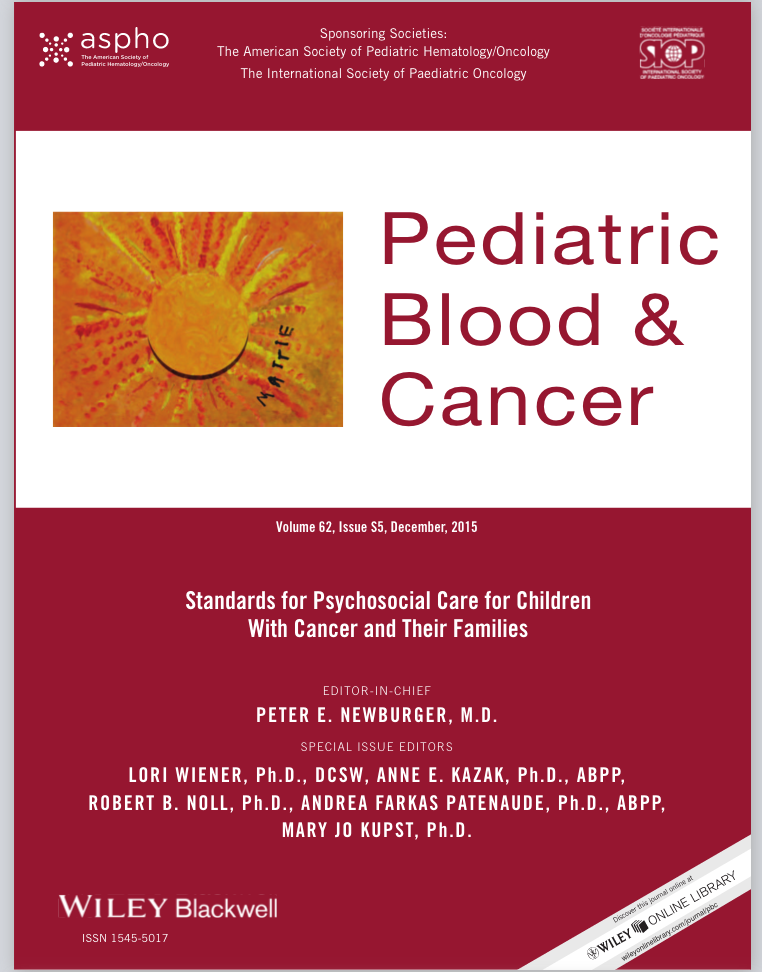 aspho
The American Society of
Pediatric Hematology/Oncology
Sponsoring Societies:
The American Society of Pediatric Hematology/Oncology
The International Society of Paediatric Oncology
SOCIÉTÉ INTERNATIONALE
D'ONCOLOGIE PÉDIATRIQUE
SIOP
INTERNATIONAL SOCIETY
OF PAEDIATRIC ONCOLOGY
MATTIE
Pediatric
Blood &
Cancer
Volume 62, Issue S5, December, 2015
Standards for Psychosocial Care for Children
With Cancer and Their Families
EDITOR-IN-CHIEF
PETER E. NEWBURGER, M.D.
SPECIAL ISSUE EDITORS
LORI WIENER, Ph.D., DCSW, ANNE E. KAZAK, Ph.D., ABPP,
ROBERT B. NOLL, Ph.D., ANDREA FARKAS PATENAUDE, Ph.D., ABPP,
MARY JO KUPST, Ph.D.
WILEY Blackwell
ISSN 1545-5017
Discover this journal online at
WILEY ONLINE LIBRARY
wileyonlinelibrary.com/journal/pbc